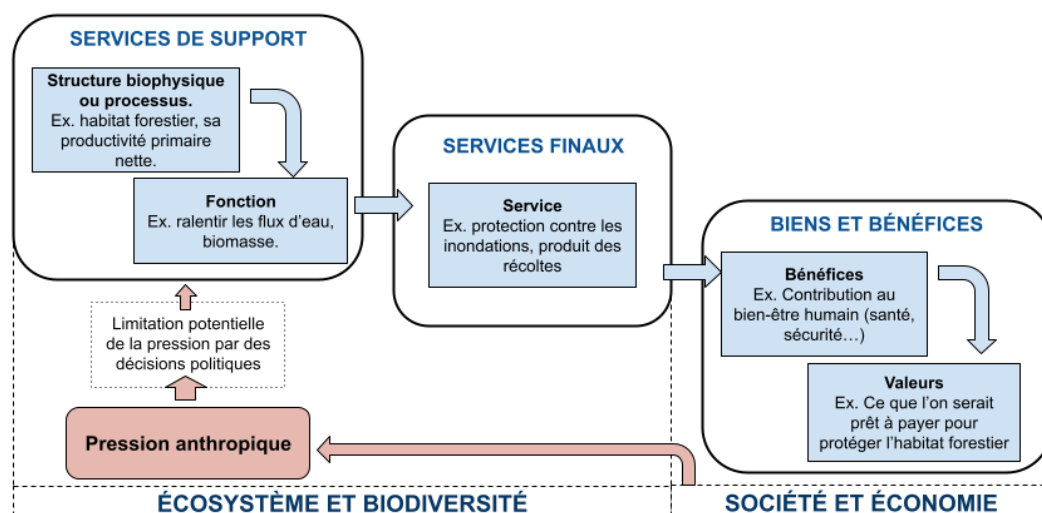 SERVICES DE SUPPORT
Structure biophysique
ou processus.
Ex. habitat forestier, sa
productivité primaire
nette.
Fonction
Ex. ralentir les flux d'eau,
biomasse.
SERVICES FINAUX
Service
Ex. protection contre les
inondations, produit des
récoltes
BIENS ET BÉNÉFICES
Bénéfices
Ex. Contribution au
bien-être humain (santé,
sécurité…)
Valeurs
Ex. Ce que l'on serait
prêt à payer pour
protéger l'habitat forestier
Limitation potentielle
de la pression par des
décisions politiques
Pression anthropique
ÉCOSYSTÈME ET BIODIVERSITÉ
SOCIÉTÉ ET ÉCONOMIE